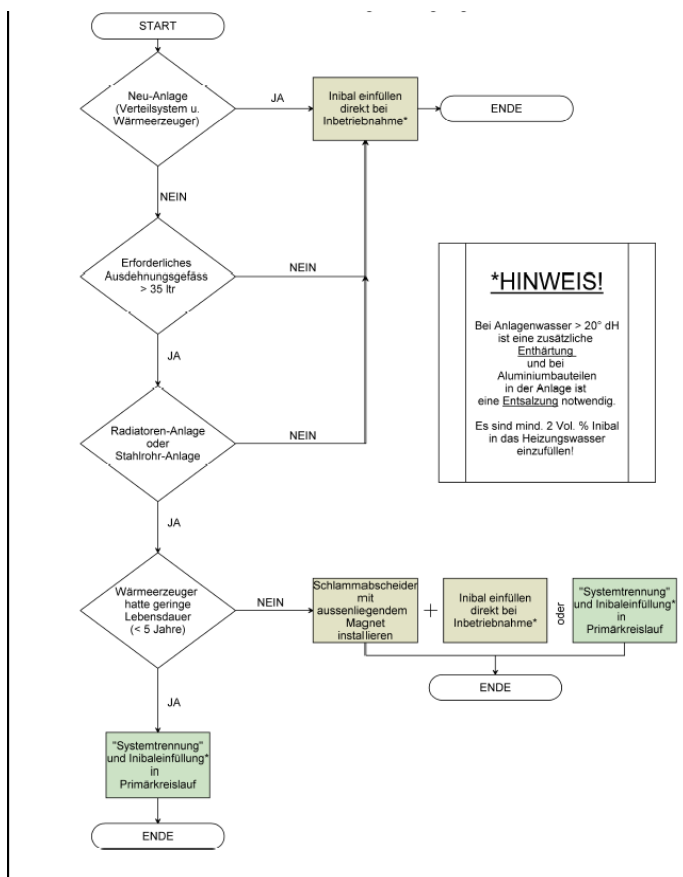 START
Neu-Anlage
(Verteilsystem u.
Wärmeerzeuger)
JA
Inibal einfüllen
direkt bei
Inbetriebnahme*
ENDE
NEIN
Erforderliches
Ausdehnungsgefäss
> 35 ltr
NEIN
JA
Radiatoren-Anlage
oder
Stahlrohr-Anlage
NEIN
JA
*HINWEIS!
Bei Anlagenwasser > 20° dH
ist eine zusätzliche
Enthärtung
und bei
Aluminiumbauteilen
in der Anlage ist
eine Entsalzung notwendig.
Es sind mind. 2 Vol. % Inibal
in das Heizungswasser
einzufüllen!
Wärmeerzeuger
hatte geringe
Lebensdauer
(< 5 Jahre)
NEIN
Schlammabscheider
mit
aussenliegendem
Magnet
installieren
+
Inibal einfüllen
direkt bei
Inbetriebnahme*
oder
"Systemtrennung"
und Inibaleinfüllung*
in
Primärkreislauf
ENDE
JA
"Systemtrennung"
und Inibaleinfüllung*
in
Primärkreislauf
ENDE